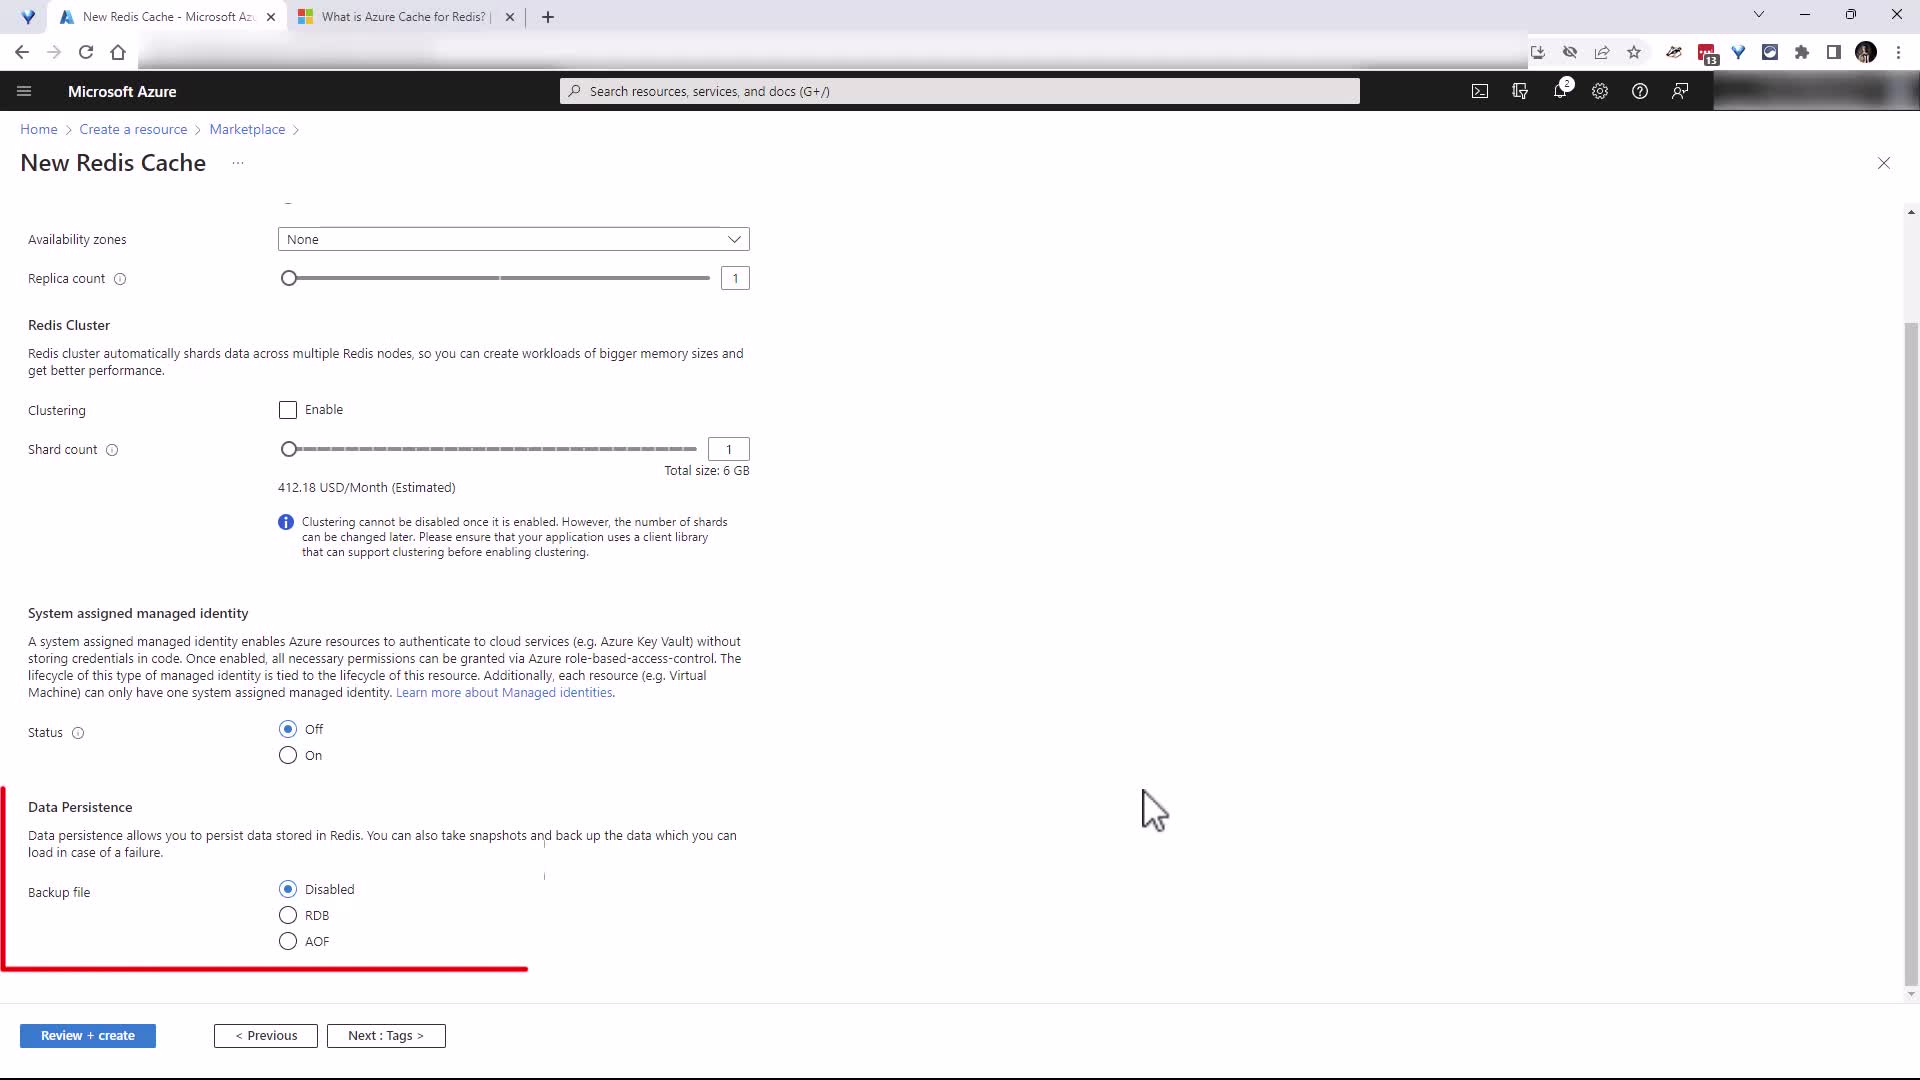 New Redis Cache - Microsoft Azu
What is Azure Cache for Redis? |
13
Microsoft Azure
Search resources, services, and docs (G+/)
2
Home > Create a resource > Marketplace >
New Redis Cache ...
Availability zones
None
Replica count
1
Redis Cluster
Redis cluster automatically shards data across multiple Redis nodes, so you can create workloads of bigger memory sizes and
get better performance.
Clustering
Enable
Shard count
1
Total size: 6 GB
412.18 USD/Month (Estimated)
Clustering cannot be disabled once it is enabled. However, the number of shards
can be changed later. Please ensure that your application uses a client library
that can support clustering before enabling clustering.
System assigned managed identity
A system assigned managed identity enables Azure resources to authenticate to cloud services (e.g. Azure Key Vault) without
storing credentials in code. Once enabled, all necessary permissions can be granted via Azure role-based-access-control. The
lifecycle of this type of managed identity is tied to the lifecycle of this resource. Additionally, each resource (e.g. Virtual
Machine) can only have one system assigned managed identity. Learn more about Managed identities.
Status
Off
On
Data Persistence
Data persistence allows you to persist data stored in Redis. You can also take snapshots and back up the data which you can
load in case of a failure.
Backup file
Disabled
RDB
AOF
Review + create
< Previous
Next : Tags >